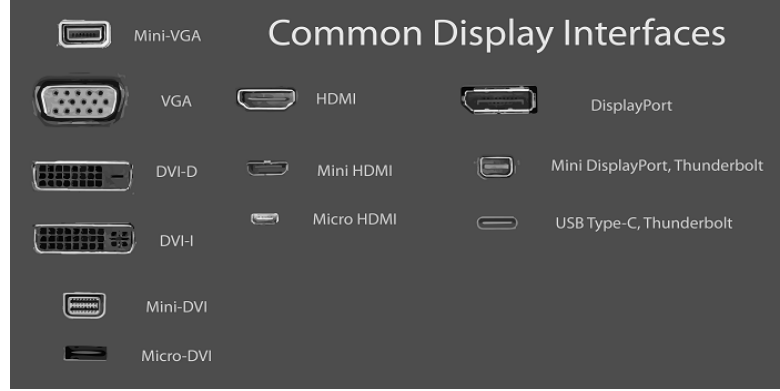 Common Display Interfaces
Mini-VGA
VGA
DVI-D
DVI-I
Mini-DVI
Micro-DVI
HDMI
Mini HDMI
Micro HDMI
DisplayPort
Mini DisplayPort, Thunderbolt
USB Type-C, Thunderbolt